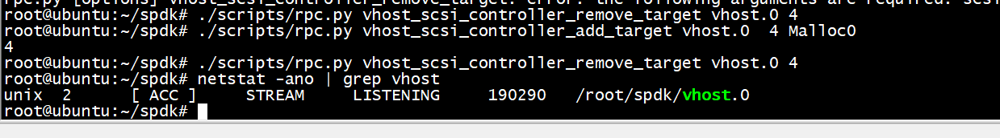 rpc.py [options] vhost_scsi_controller_remove_target: error: the following arguments are required: scsi
root@ubuntu:~/spdk# ./scripts/rpc.py vhost_scsi_controller_remove_target vhost.0 4
root@ubuntu:~/spdk# ./scripts/rpc.py vhost_scsi_controller_add_target vhost.0  4 Malloc0
4
root@ubuntu:~/spdk# ./scripts/rpc.py vhost_scsi_controller_remove_target vhost.0 4
root@ubuntu:~/spdk# netstat -ano | grep vhost
unix  2      [ ACC ]     STREAM     LISTENING     190290   /root/spdk/vhost.0
root@ubuntu:~/spdk#